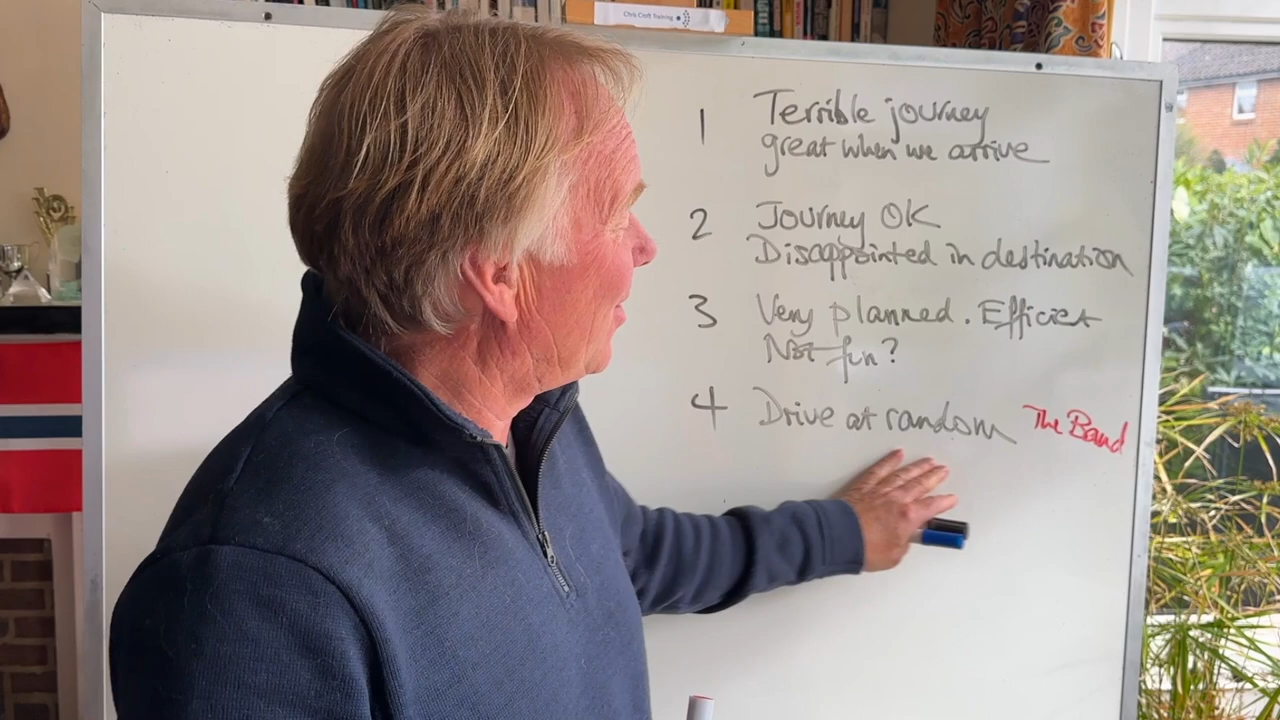 Chris Croft Training
1 Terrible journey
great when we arrive
2 Journey OK
Disappointed in destination
3 Very planned. Efficient
Not fun?
4 Drive at random The Band